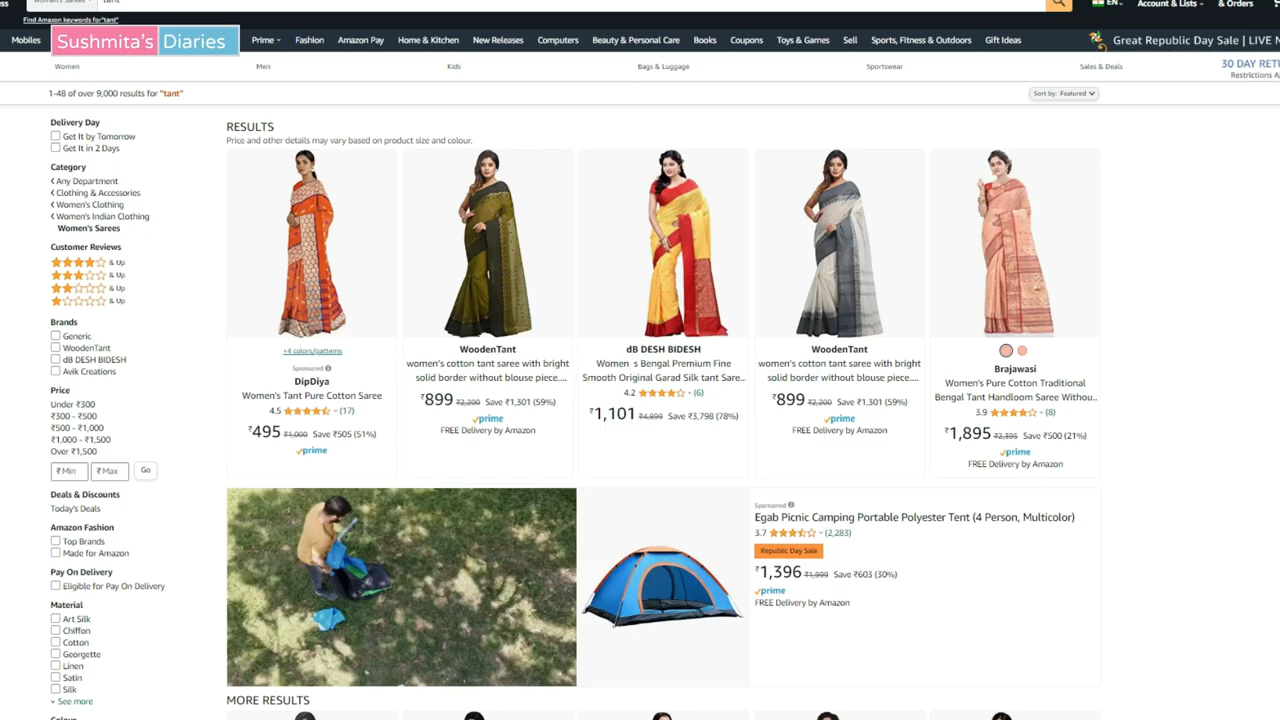 EN
Account & Lists
& Orders
Find Amazon keywords for"tant"
Mobiles
Sushmita's Diaries
Prime
Fashion
Amazon Pay
Home & Kitchen
New Releases
Computers
Beauty & Personal Care
Books
Coupons
Toys & Games
Sell
Sports, Fitness & Outdoors
Gift Ideas
Great Republic Day Sale | LIVE
Women
Men
Kids
Bags & Luggage
Sportswear
Sales & Deals
30 DAY RETU
Restrictions Ap
1-48 of over 9,000 results for "tant"
Sort by: Featured
Delivery Day
Get It by Tomorrow
Get It in 2 Days
Category
Any Department
Clothing & Accessories
Women's Clothing
Women's Indian Clothing
Women's Sarees
Customer Reviews
& Up
& Up
& Up
& Up
Brands
Generic
WoodenTant
dB DESH BIDESH
Avik Creations
Price
Under ₹300
₹300 - ₹500
₹500 - ₹1,000
₹1,000 - ₹1,500
Over ₹1,500
₹ Min
₹ Max
Go
Deals & Discounts
Today's Deals
Amazon Fashion
Top Brands
Made for Amazon
Pay On Delivery
Eligible for Pay On Delivery
Material
Art Silk
Chiffon
Cotton
Georgette
Linen
Satin
Silk
See more
RESULTS
Price and other details may vary based on product size and colour.
+4 colors/patterns
Sponsored
DipDiya
Women's Tant Pure Cotton Saree
4.5 (17)
₹495 ₹1,000 Save ₹505 (51%)
prime
WoodenTant
women's cotton tant saree with bright
solid border without blouse piece....
₹899 ₹2,200 Save ₹1,301 (59%)
prime
FREE Delivery by Amazon
dB DESH BIDESH
Women s Bengal Premium Fine
Smooth Original Garad Silk tant Sare...
4.2 (6)
₹1,101 ₹4,899 Save ₹3,798 (78%)
WoodenTant
women's cotton tant saree with bright
solid border without blouse piece....
₹899 ₹2,200 Save ₹1,301 (59%)
prime
FREE Delivery by Amazon
Brajawasi
Women's Pure Cotton Traditional
Bengal Tant Handloom Saree Withou...
3.9 (8)
₹1,895 ₹2,395 Save ₹500 (21%)
prime
FREE Delivery by Amazon
Sponsored
Egab Picnic Camping Portable Polyester Tent (4 Person, Multicolor)
3.7 (2,283)
Republic Day Sale
₹1,396 ₹1,999 Save ₹603 (30%)
prime
FREE Delivery by Amazon
MORE RESULTS